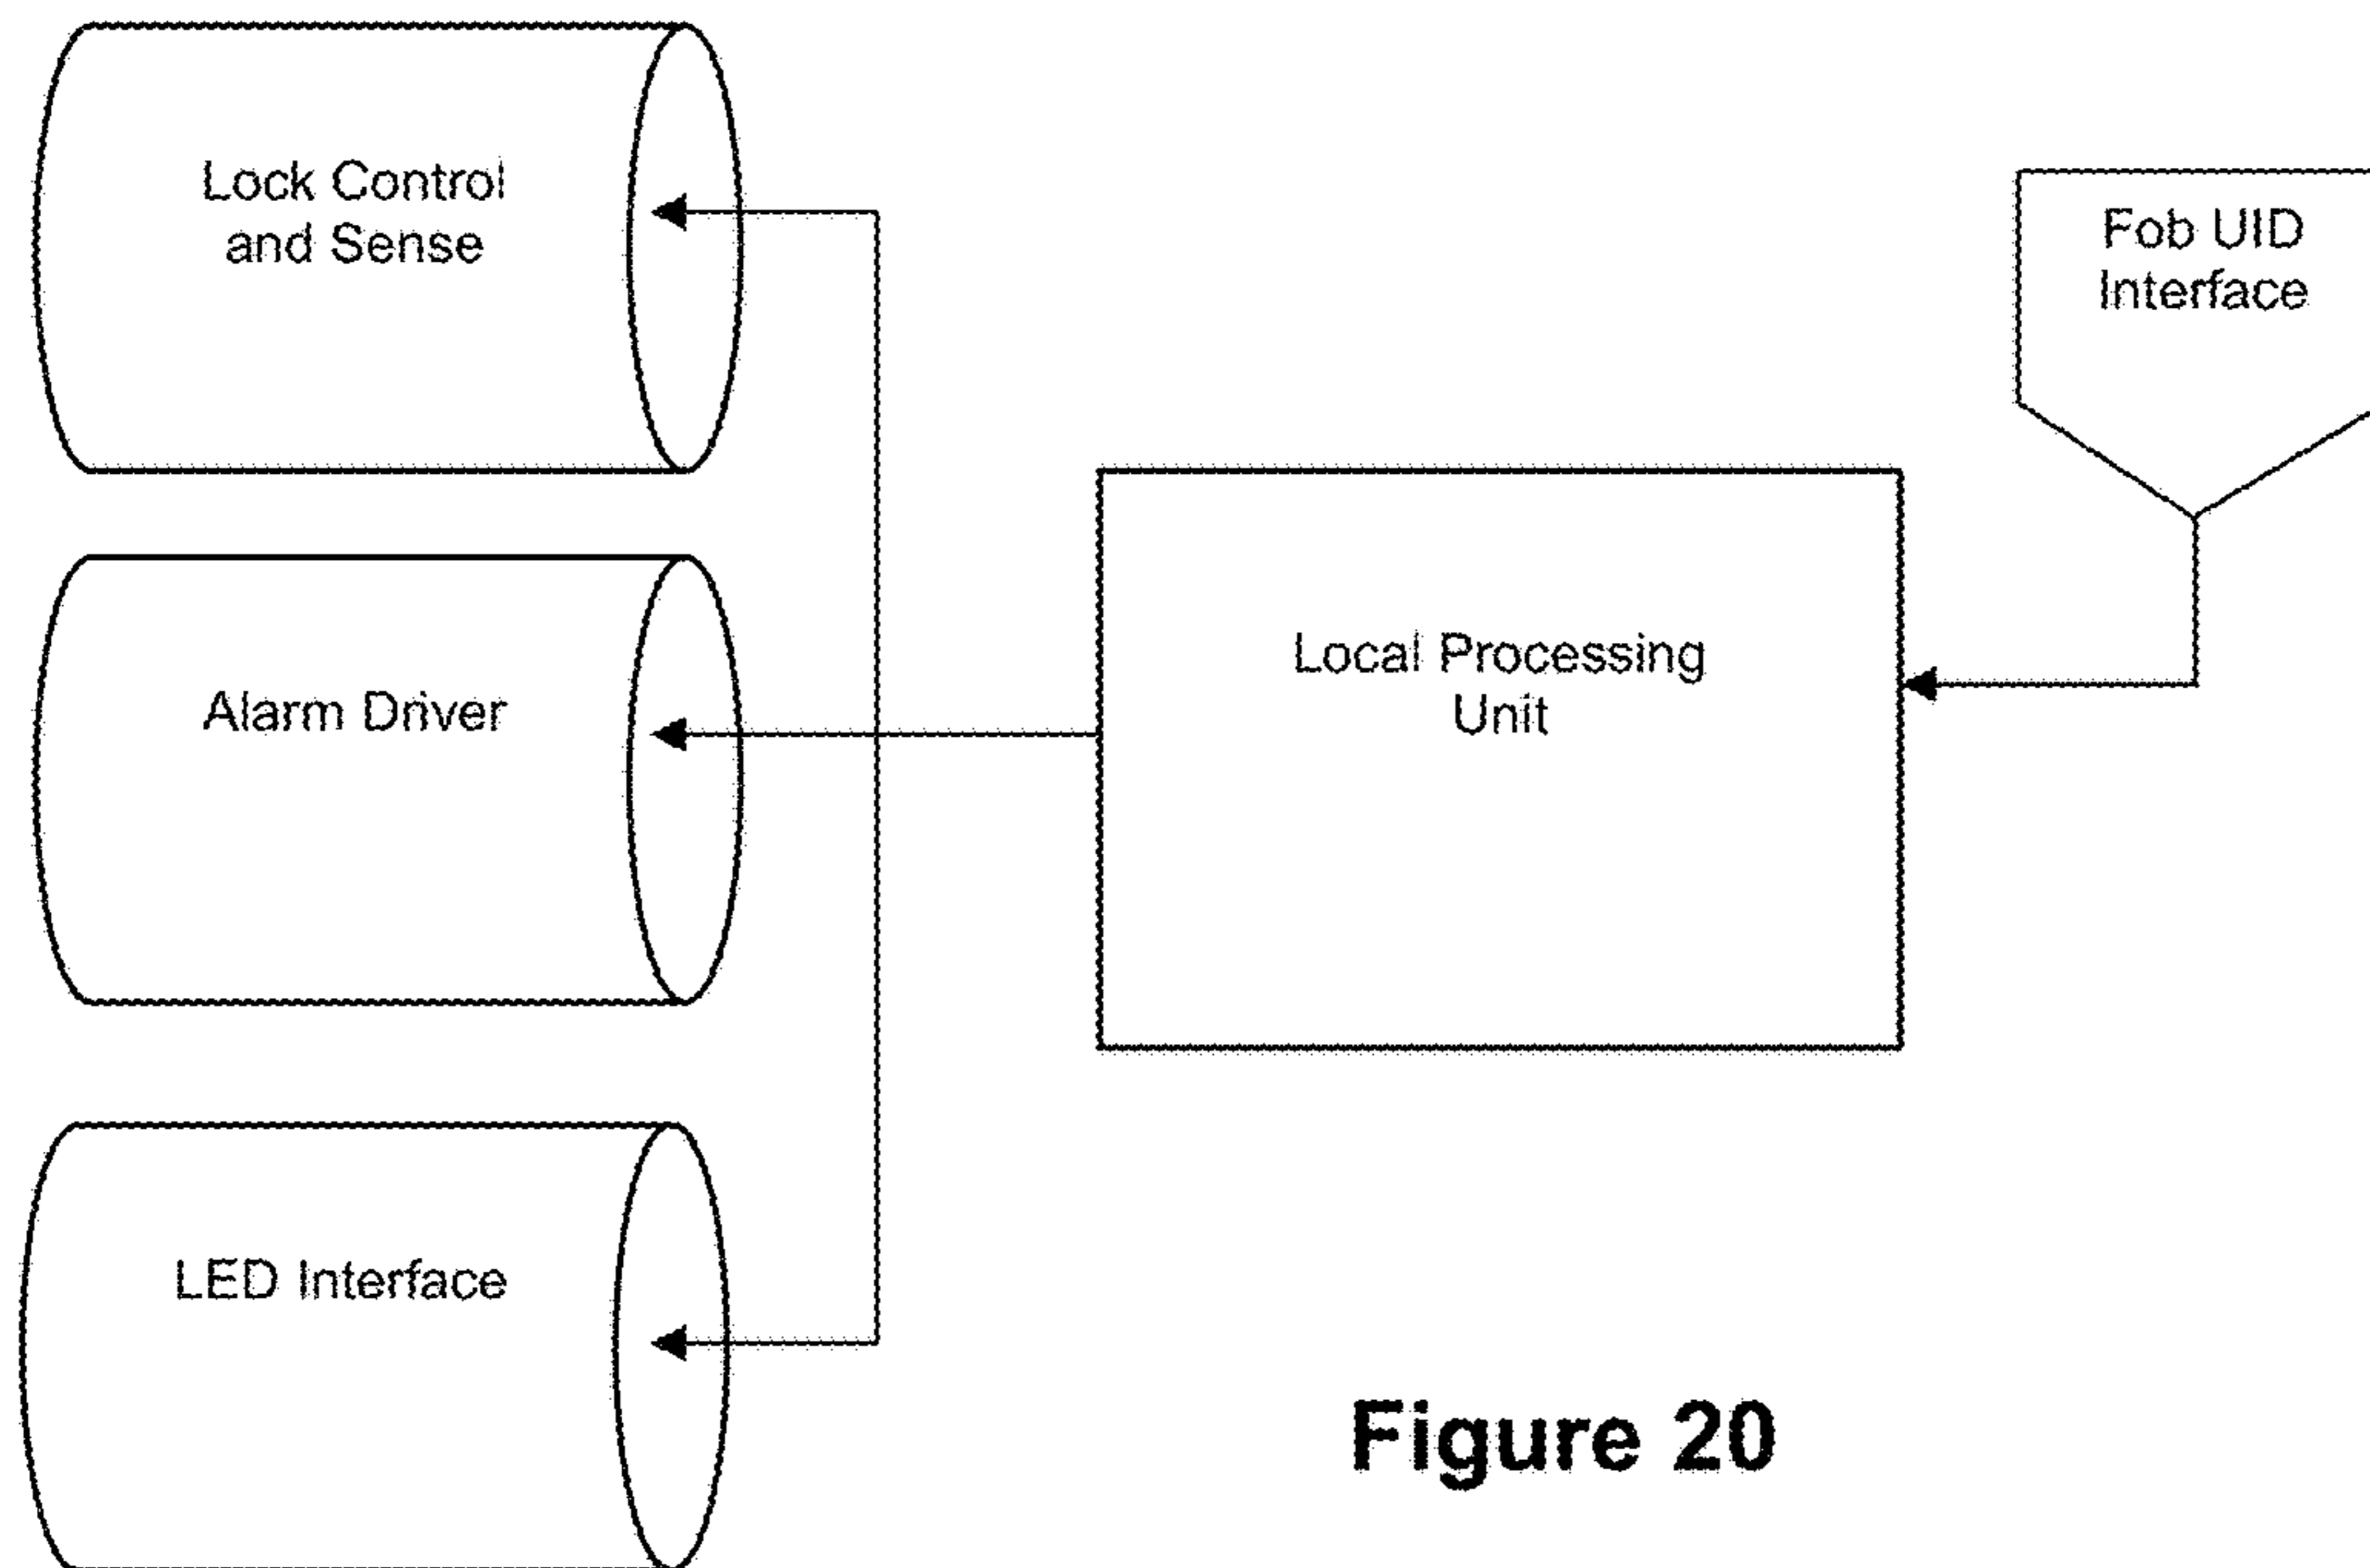 Lock Control
and Sense
Fob UID
Interface
Local Processing
Unit
Alarm Driver
LED Interface
Figure 20